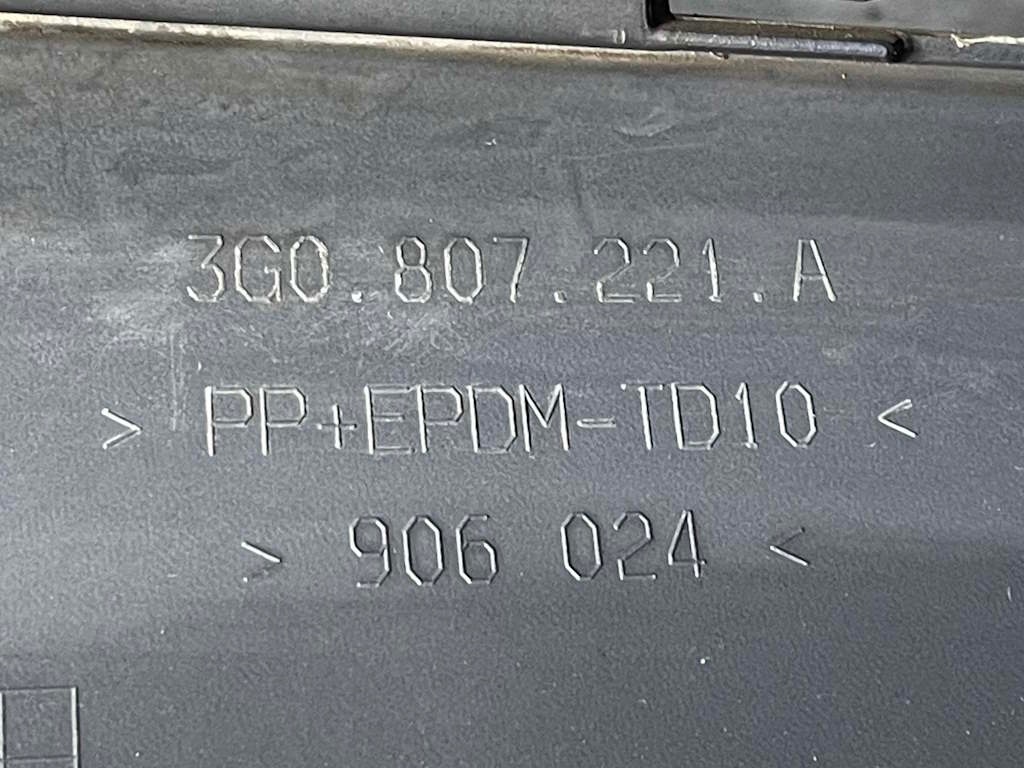 3G0.807.221.A
> PP+EPDM-TD10 <
> 906 024 <